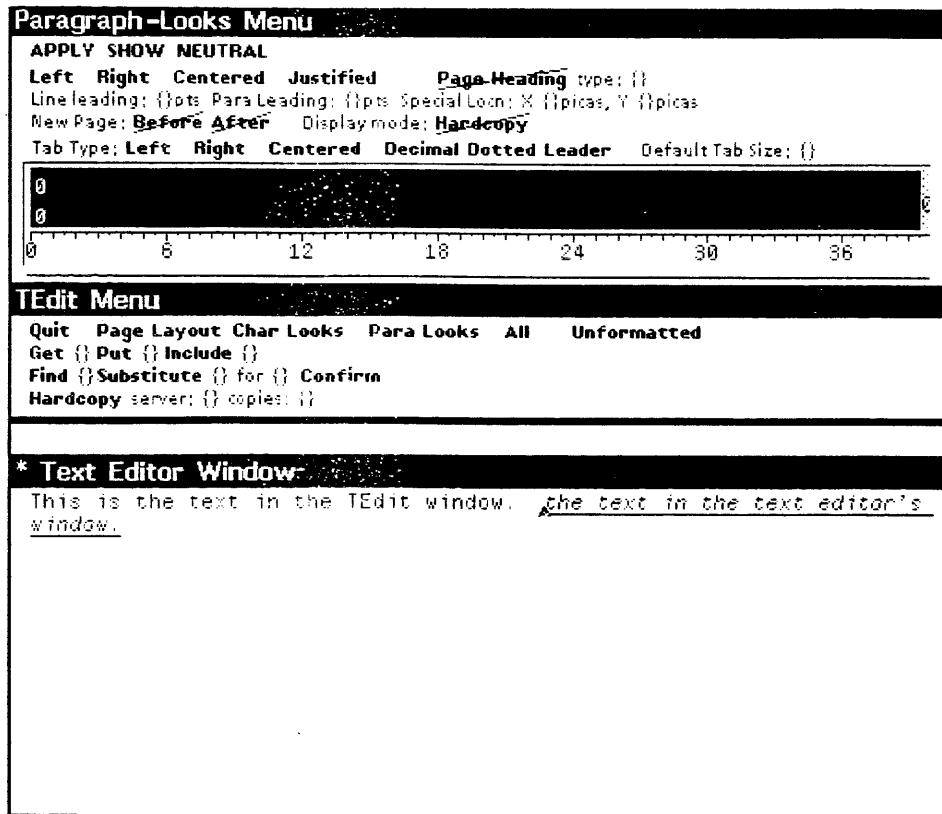 Paragraph-Looks Menu
APPLY SHOW NEUTRAL
Left Right Centered Justified Page Heading type: {}
Line leading: {}pts Para Leading: {}pts Special Locn: X {}picas, Y {}picas
New Page: Before After Display mode: Hardcopy
Tab Type: Left Right Centered Decimal Dotted Leader Default Tab Size: {}
0
0 0
0 6 12 18 24 30 36
TEdit Menu
Quit Page Layout Char Looks Para Looks All Unformatted
Get {} Put {} Include {}
Find {} Substitute {} for {} Confirm
Hardcopy server: {} copies: {}
* Text Editor Window
This is the text in the TEdit window. the text in the text editor's
window.